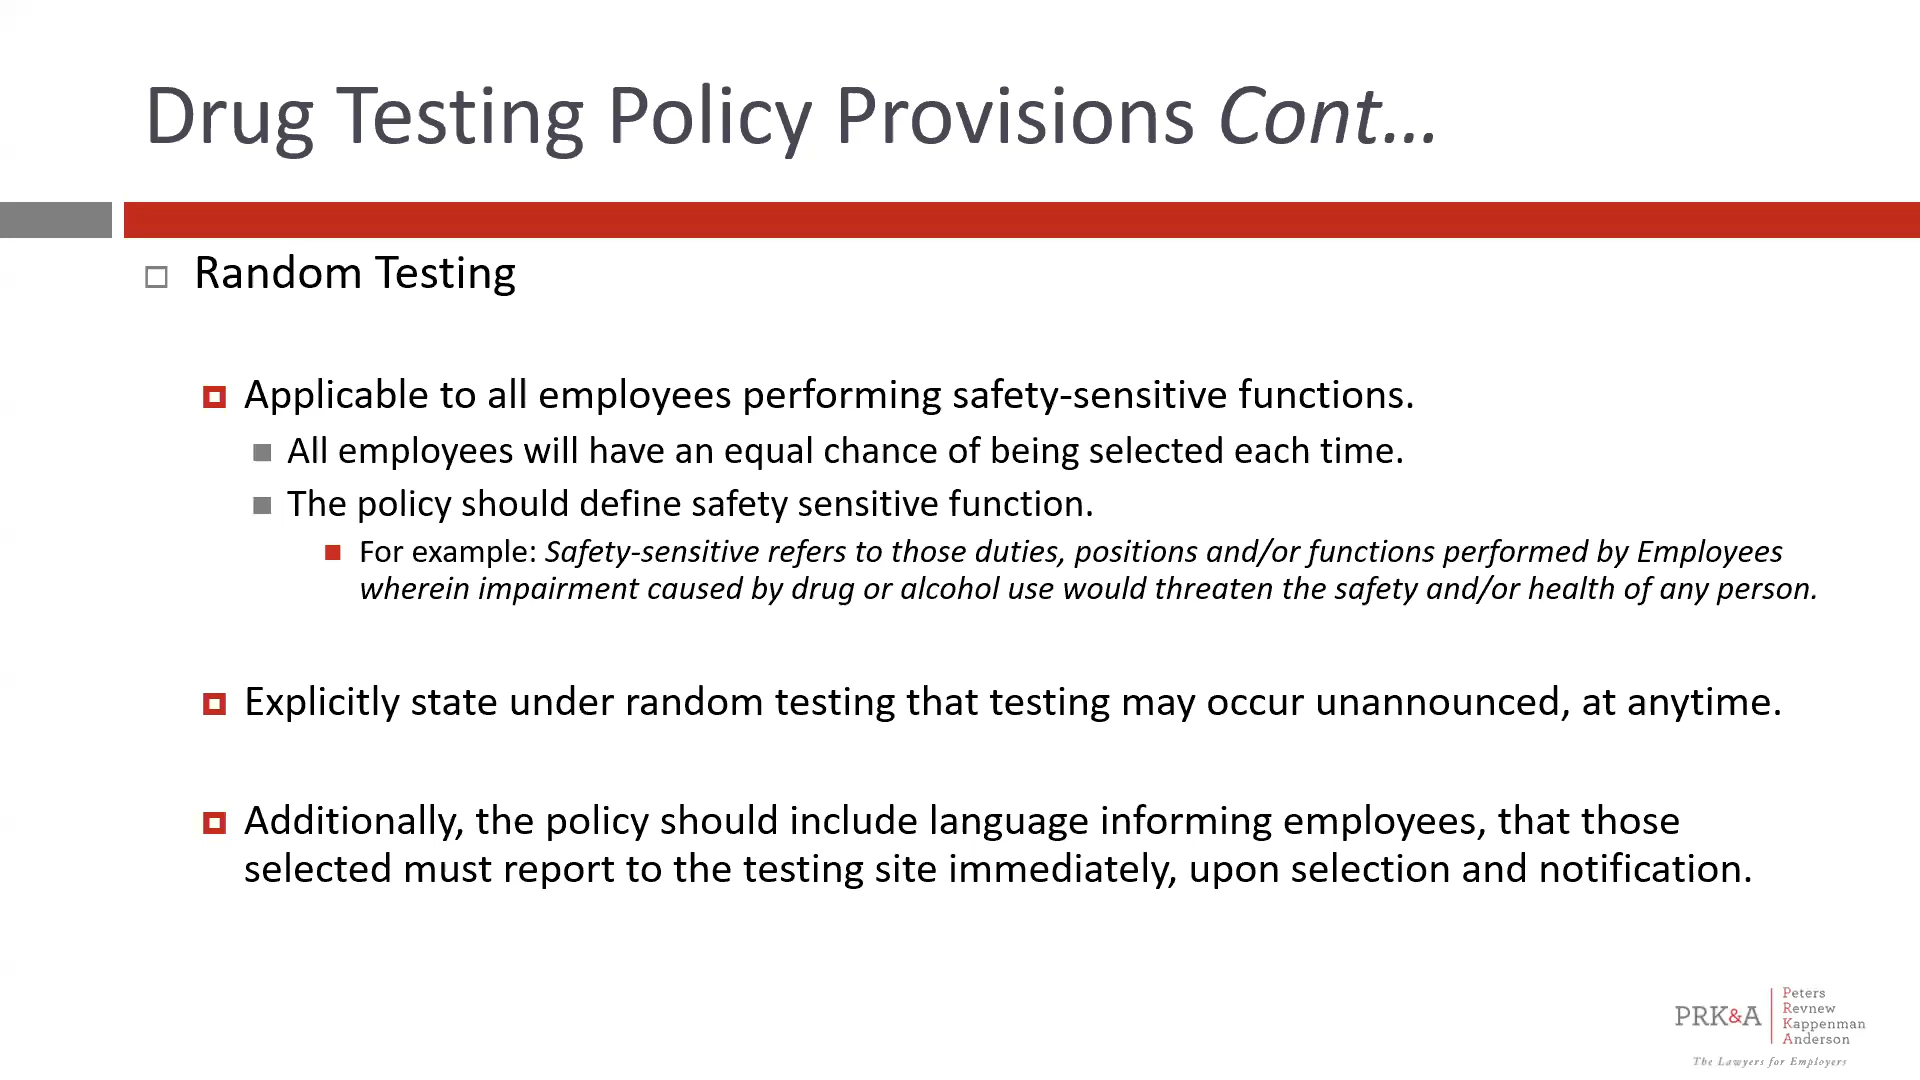 Drug Testing Policy Provisions Cont...
Random Testing
Applicable to all employees performing safety-sensitive functions.
All employees will have an equal chance of being selected each time.
The policy should define safety sensitive function.
For example: Safety-sensitive refers to those duties, positions and/or functions performed by Employees
wherein impairment caused by drug or alcohol use would threaten the safety and/or health of any person.
Explicitly state under random testing that testing may occur unannounced, at anytime.
Additionally, the policy should include language informing employees, that those
selected must report to the testing site immediately, upon selection and notification.
PRK&A
Peters
Revnew
Kappenman
Anderson
The Lawyers for Employers